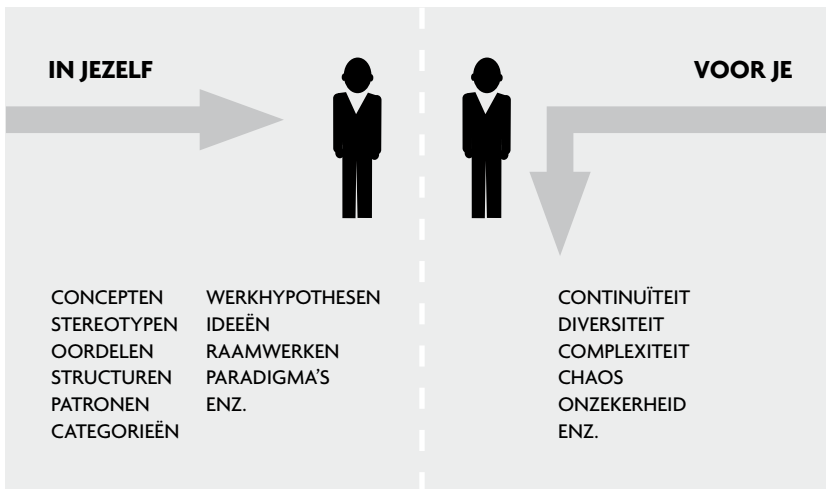 IN JEZELF
VOOR JE
CONCEPTEN
STEREOTYPEN
OORDELEN
STRUCTUREN
PATRONEN
CATEGORIEËN
WERKHYPOTHESEN
IDEEËN
RAAMWERKEN
PARADIGMA'S
ENZ.
CONTINUÏTEIT
DIVERSITEIT
COMPLEXITEIT
CHAOS
ONZEKERHEID
ENZ.